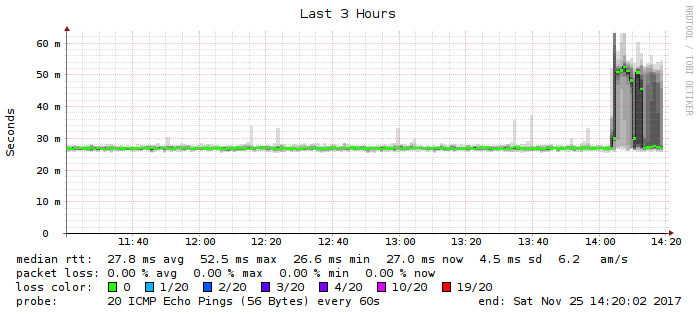 Last 3 Hours
RRDTOOL / TOBI OETIKER
Seconds
60 m
50 m
40 m
30 m
20 m
10 m
0
11:40 12:00 12:20 12:40 13:00 13:20 13:40 14:00 14:20
median rtt: 27.8 ms avg 52.5 ms max 26.6 ms min 27.0 ms now 4.5 ms sd 6.2 am/s
packet loss: 0.00 % avg 0.00 % max 0.00 % min 0.00 % now
loss color: 0 1/20 2/20 3/20 4/20 10/20 19/20
probe: 20 ICMP Echo Pings (56 Bytes) every 60s end: Sat Nov 25 14:20:02 2017